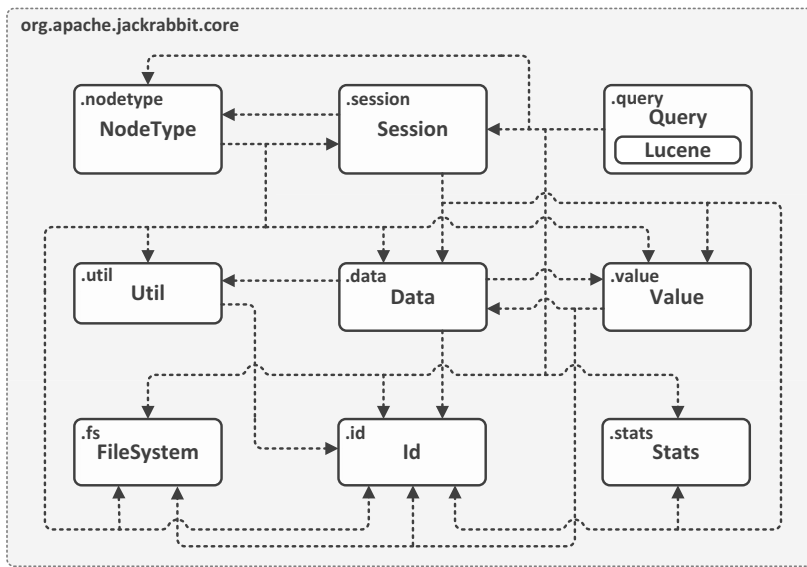 org.apache.jackrabbit.core
.nodetype
NodeType
.session
Session
.query
Query
Lucene
.util
Util
.data
Data
.value
Value
.fs
FileSystem
.id
Id
.stats
Stats